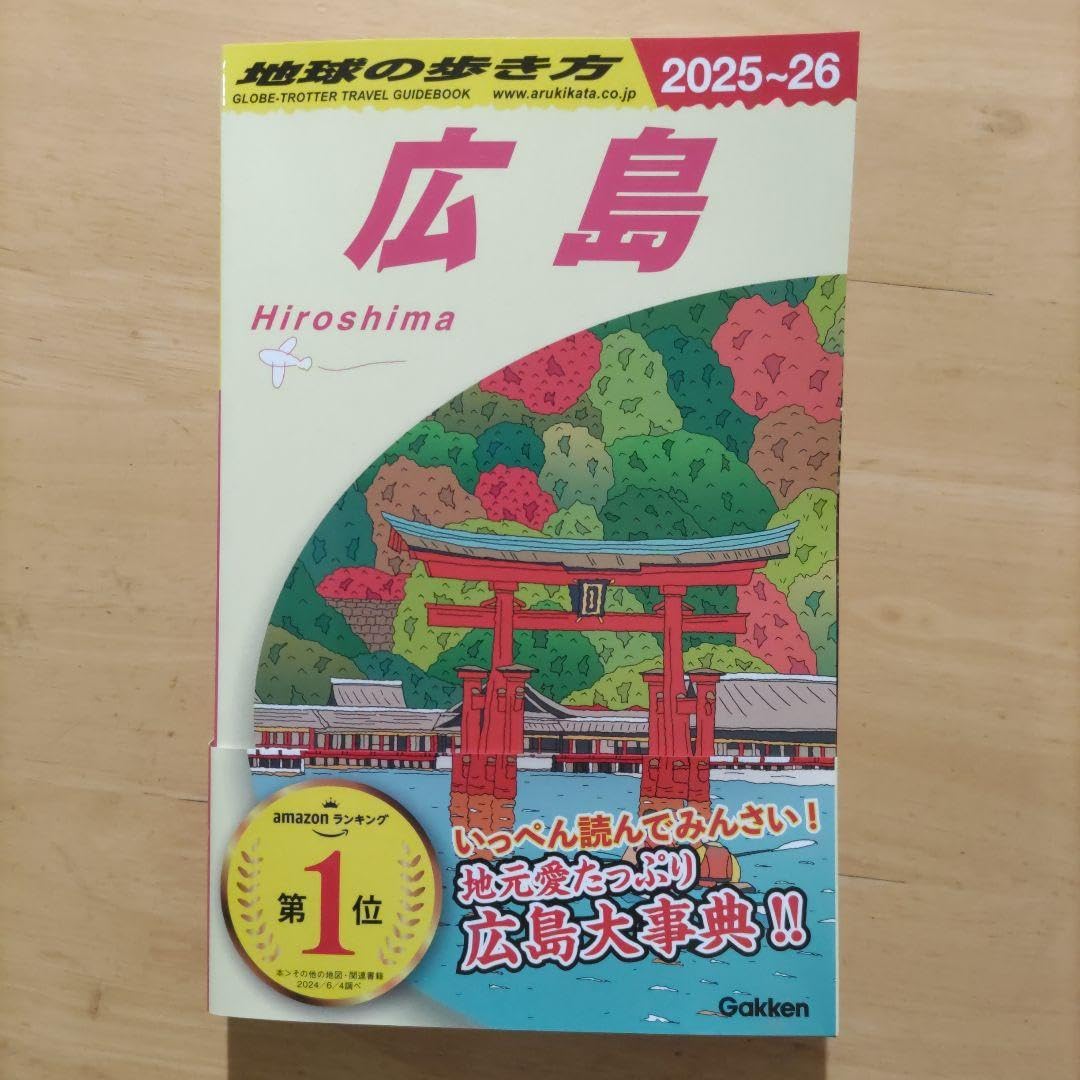 地球の歩き方
GLOBE-TROTTER TRAVEL GUIDEBOOK www.arukikata.co.jp
2025~26
広島
Hiroshima
amazon ランキング
第1位
本>その他の地図・関連書籍
2024/6/4調べ
いっぺん読んでみんさい!
地元愛たっぷり
広島大事典!!
Gakken